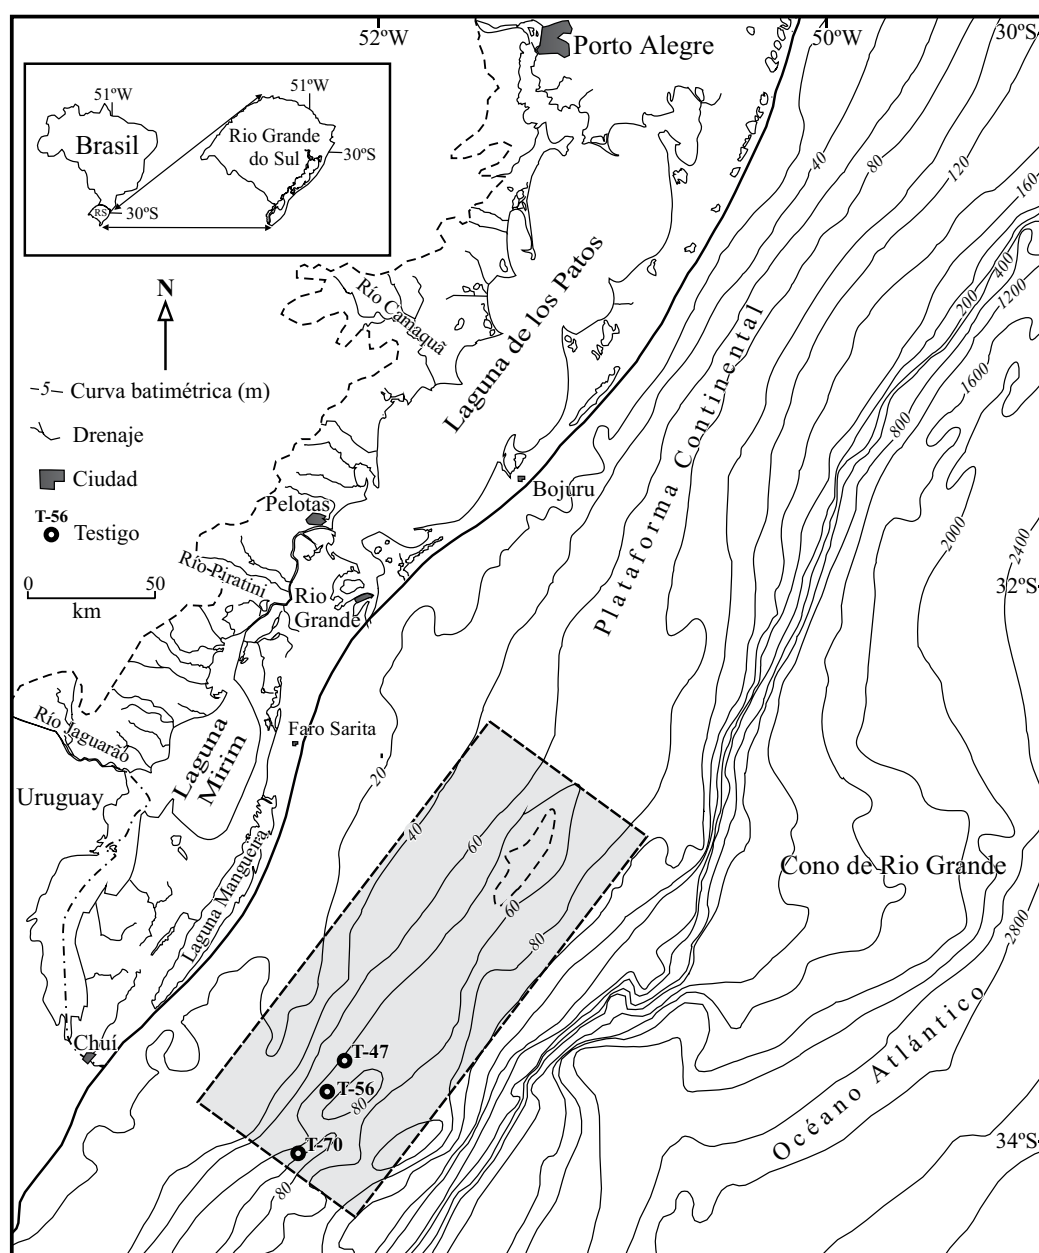 52ºW
50ºW
30ºS
Porto Alegre
51ºW
51ºW
Brasil
Rio Grande
do Sul
30ºS
RS
30ºS
40
80
120
160
N
-5- Curva batimétrica (m)
Drenaje
Ciudad
T-56
Testigo
0
50
km
Río Camaquã
Laguna de los Patos
Plataforma Continental
200
400
1200
1600
800
2000
2400
Bojuru
Pelotas
Río Piratini
Rio
Grande
32ºS
Río Jaguarão
Laguna
Mirim
Faro Sarita
Uruguay
20
40
60
60
80
Laguna Mangueira
Cono de Rio Grande
2800
Océano Atlántico
Chuí
T-47
T-56
80
T-70
80
34ºS